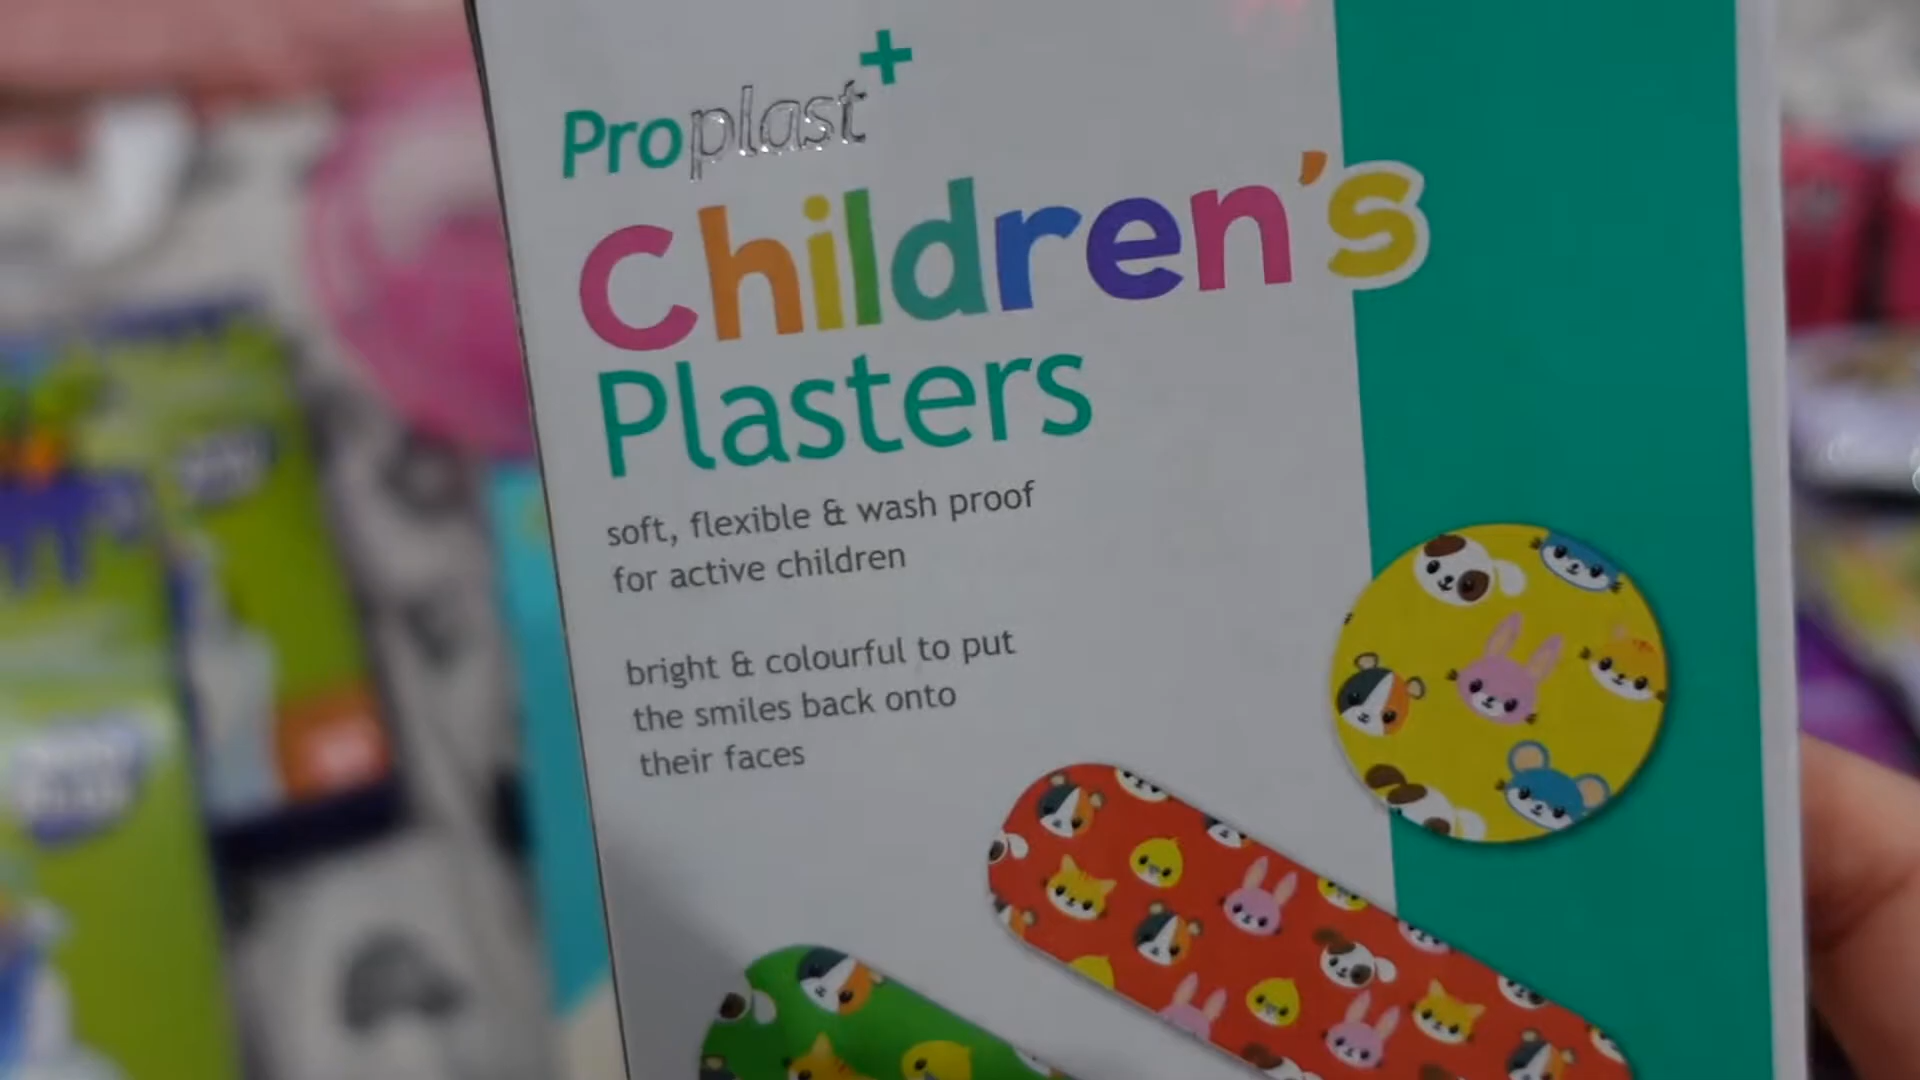 Proplast+
Children's
Plasters
soft, flexible & wash proof
for active children
bright & colourful to put
the smiles back onto
their faces